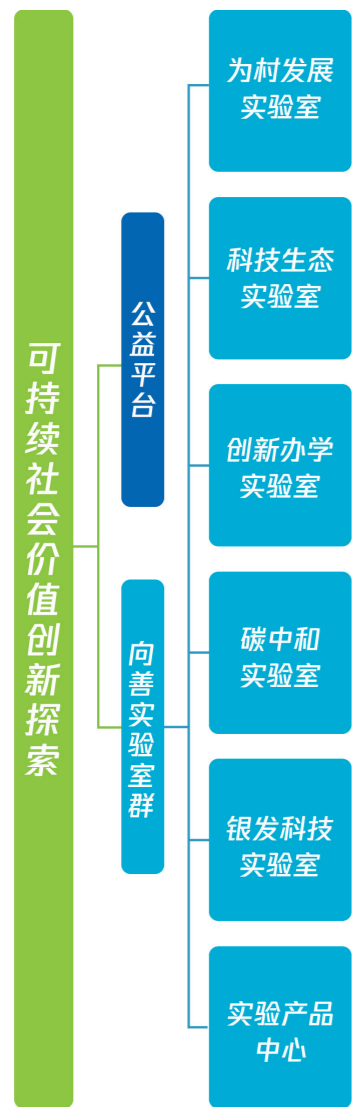 可持续社会价值创新探索
公益平台
向善实验室群
为村发展
实验室
科技生态
实验室
创新办学
实验室
碳中和
实验室
银发科技
实验室
实验产品
中心